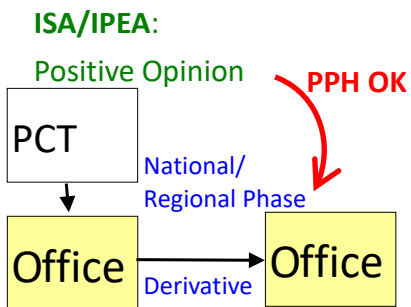 ISA/IPEA:
Positive Opinion
PPH OK
PCT
National/
Regional Phase
Office
Derivative
Office